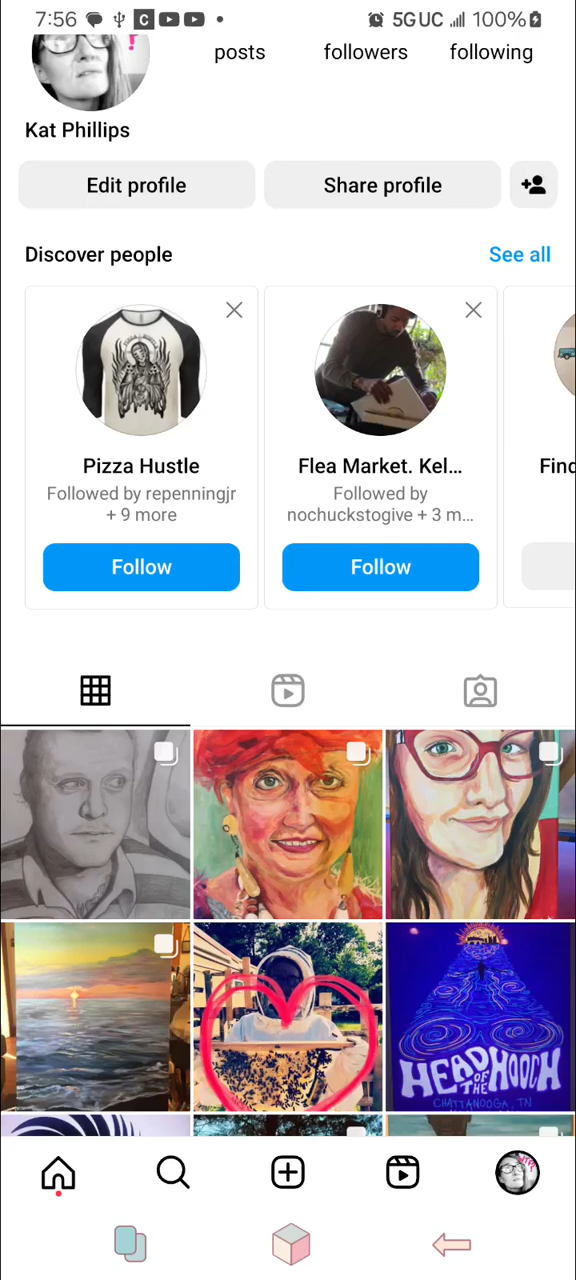 7:56 C 5G UC 100%
posts followers following
Kat Phillips
Edit profile Share profile
Discover people See all
Pizza Hustle Flea Market. Kel... Find
Followed by repenningjr Followed by
+ 9 more nochuckstogive + 3 m...
Follow Follow
HEAD OF THE HOOCH
CHATTANOOGA, TN